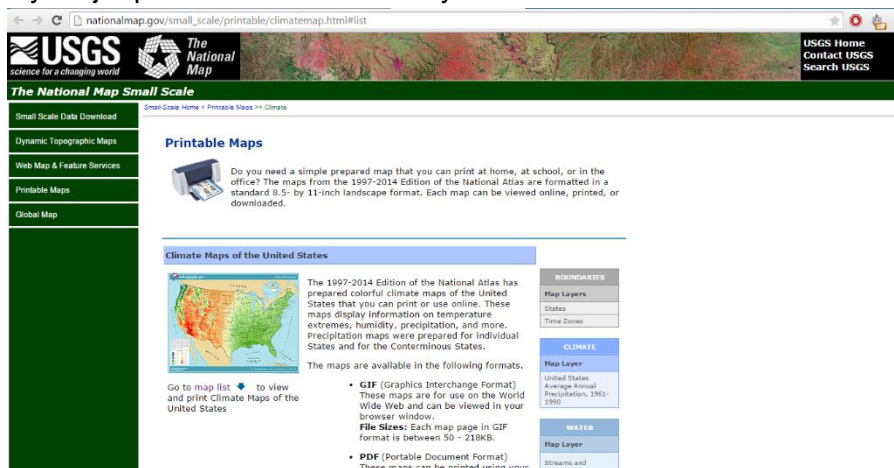 nationalmap.gov/small_scale/printable/climatemap.html#list
USGS
science for a changing world
The
National
Map
USGS Home
Contact USGS
Search USGS
The National Map Small Scale
Small-Scale Home > Printable Maps >> Climate
Small Scale Data Download
Dynamic Topographic Maps
Web Map & Feature Services
Printable Maps
Global Map
Printable Maps
Do you need a simple prepared map that you can print at home, at school, or in the
office? The maps from the 1997-2014 Edition of the National Atlas are formatted in a
standard 8.5- by 11-inch landscape format. Each map can be viewed online, printed, or
downloaded.
Climate Maps of the United States
The 1997-2014 Edition of the National Atlas has
prepared colorful climate maps of the United
States that you can print or use online. These
maps display information on temperature
extremes, humidity, precipitation, and more.
Precipitation maps were prepared for individual
States and for the Conterminous States.
The maps are available in the following formats.
Go to map list to view
and print Climate Maps of the
United States
• GIF (Graphics Interchange Format)
These maps are for use on the World
Wide Web and can be viewed in your
browser window.
File Sizes: Each map page in GIF
format is between 50 - 218KB.
• PDF (Portable Document Format)
These maps can be printed using your
BOUNDARIES
Map Layers
States
Time Zones
CLIMATE
Map Layer
United States
Average Annual
Precipitation, 1961-
1990
WATER
Map Layer
Streams and